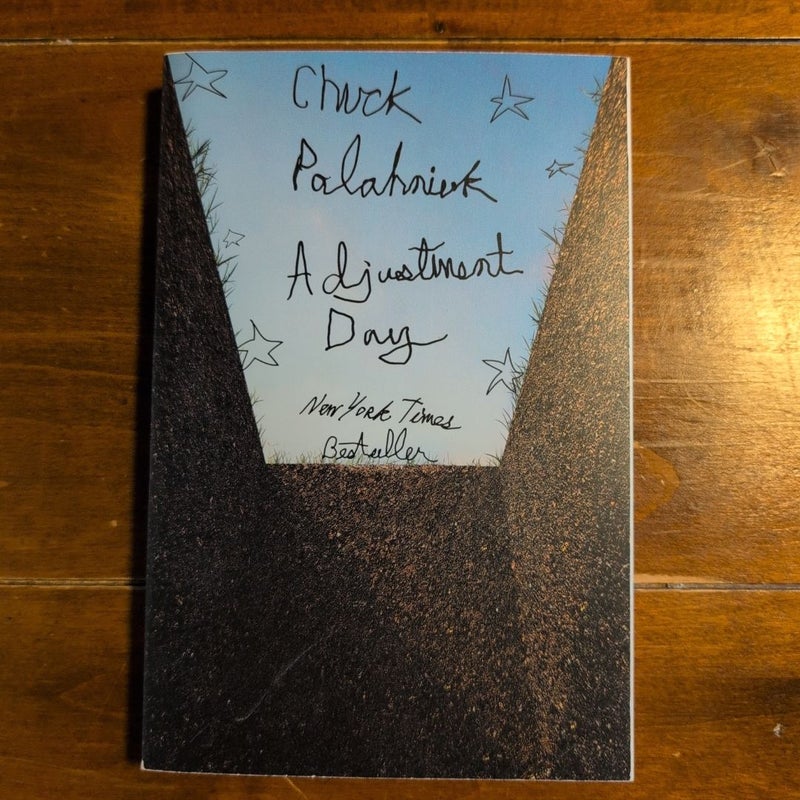 Chuck
Palahniuk
Adjustment
Day
New York Times
Bestseller